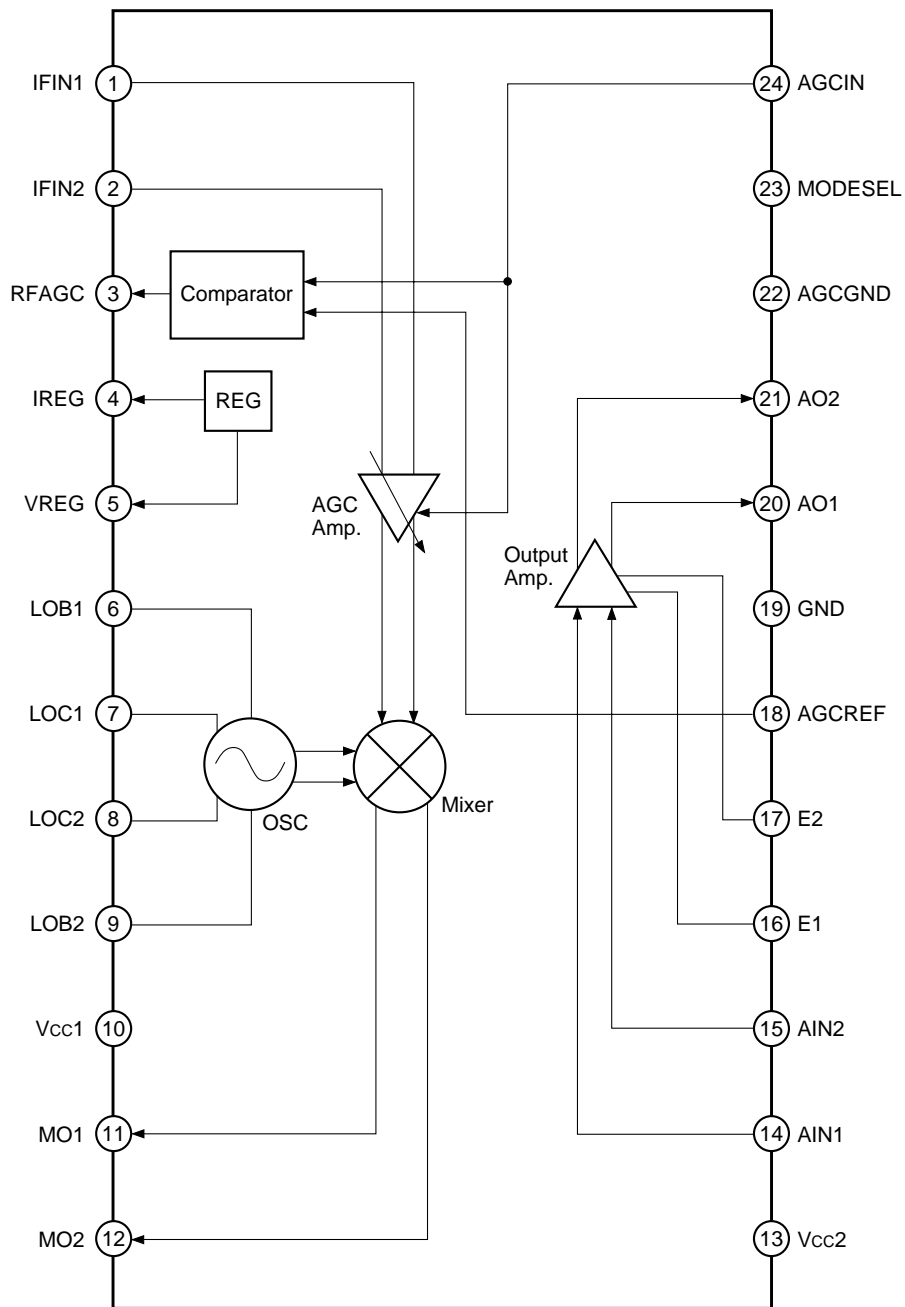 IFIN1 1
IFIN2 2
RFAGC 3
IREG 4
VREG 5
LOB1 6
LOC1 7
LOC2 8
LOB2 9
Vcc1 10
MO1 11
MO2 12
Comparator
REG
AGC
Amp.
OSC
Mixer
Output
Amp.
24 AGCIN
23 MODESEL
22 AGCGND
21 AO2
20 AO1
19 GND
18 AGCREF
17 E2
16 E1
15 AIN2
14 AIN1
13 Vcc2